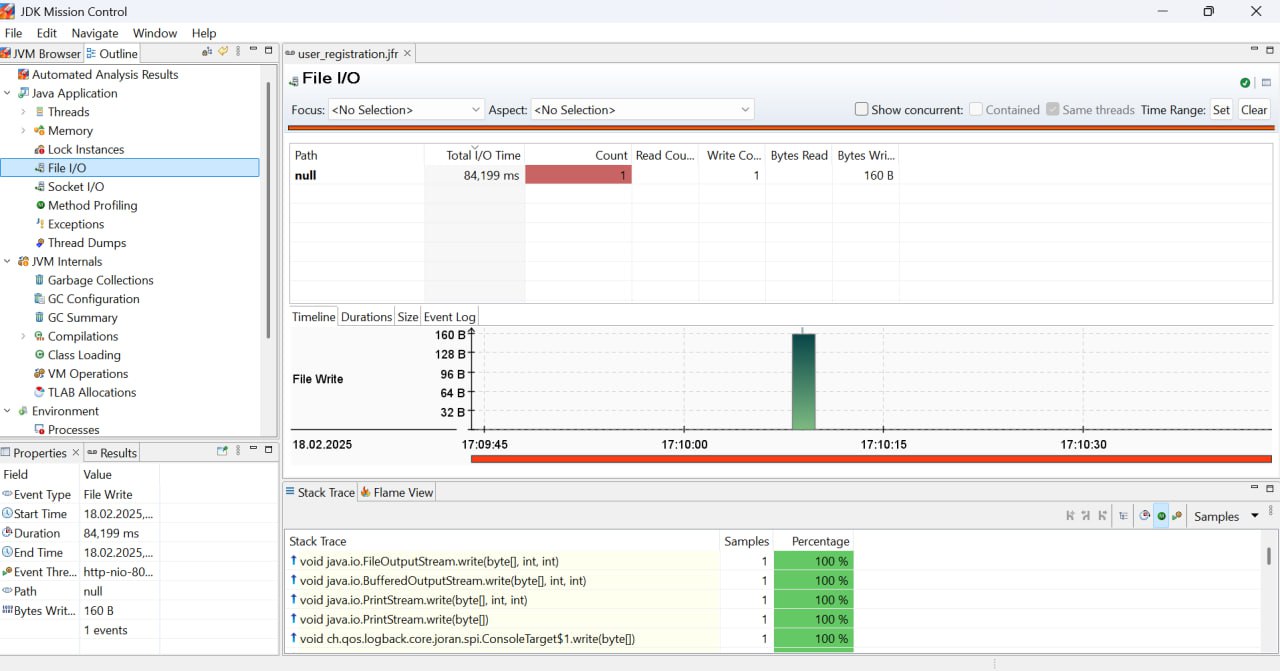 JDK Mission Control
File Edit Navigate Window Help
JVM Browser Outline
Automated Analysis Results
Java Application
Threads
Memory
Lock Instances
File I/O
Socket I/O
Method Profiling
Exceptions
Thread Dumps
JVM Internals
Garbage Collections
GC Configuration
GC Summary
Compilations
Class Loading
VM Operations
TLAB Allocations
Environment
Processes
Properties Results
Field Value
Event Type File Write
Start Time 18.02.2025,...
Duration 84,199 ms
End Time 18.02.2025,...
Event Thre... http-nio-80...
Path null
Bytes Writ... 160 B
1 events
user_registration.jfr
File I/O
Focus: <No Selection> Aspect: <No Selection> Show concurrent: Contained Same threads Time Range: Set Clear
Path Total I/O Time Count Read Cou... Write Co... Bytes Read Bytes Wri...
null 84,199 ms 1 1 160 B
Timeline Durations Size Event Log
160 B
128 B
96 B
File Write
64 B
32 B
18.02.2025 17:09:45 17:10:00 17:10:15 17:10:30
Stack Trace Flame View
Samples
Stack Trace Samples Percentage
void java.io.FileOutputStream.write(byte[], int, int) 1 100 %
void java.io.BufferedOutputStream.write(byte[], int, int) 1 100 %
void java.io.PrintStream.write(byte[], int, int) 1 100 %
void java.io.PrintStream.write(byte[]) 1 100 %
void ch.qos.logback.core.joran.spi.ConsoleTarget$1.write(byte[]) 1 100 %